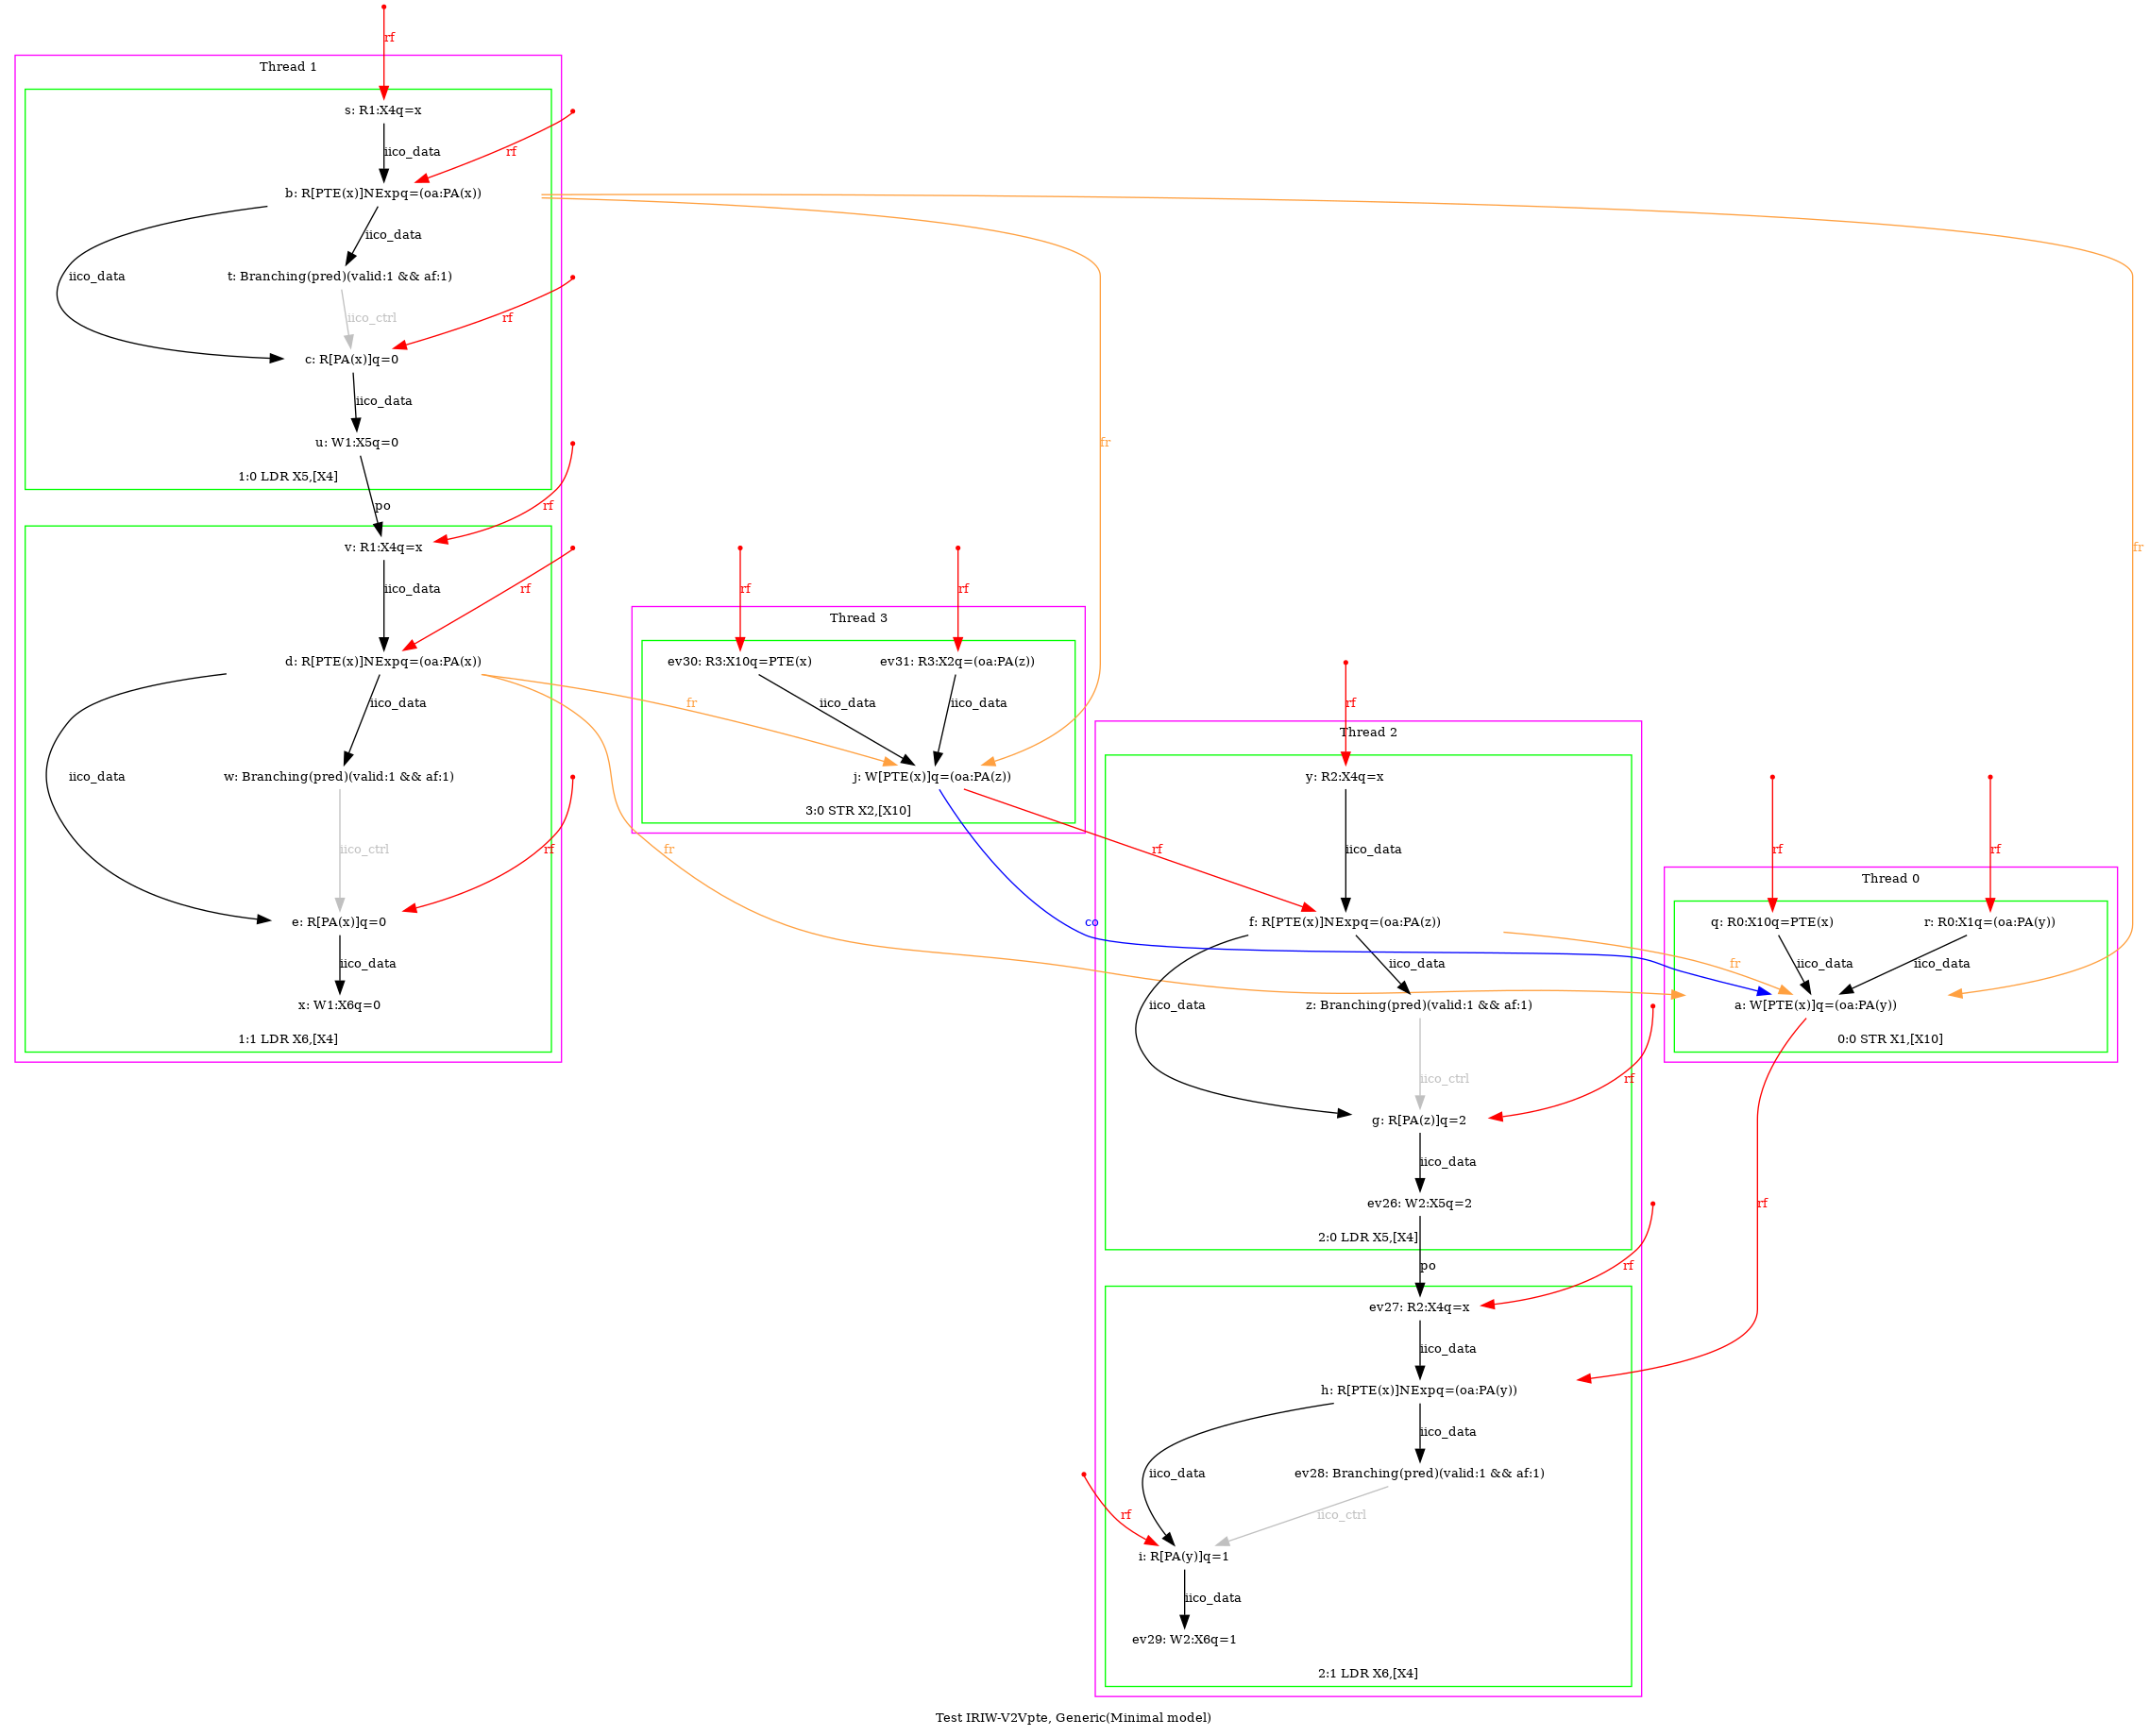 rf
Thread 1
s: R1:X4q=x
rf
iico_data
b: R[PTE(x)]NExpq=(oa:PA(x))
iico_data
iico_data
t: Branching(pred)(valid:1 && af:1)
rf
iico_ctrl
c: R[PA(x)]q=0
iico_data
u: W1:X5q=0
1:0 LDR X5,[X4]
po
rf
v: R1:X4q=x
iico_data
rf
d: R[PTE(x)]NExpq=(oa:PA(x))
iico_data
iico_data
w: Branching(pred)(valid:1 && af:1)
iico_ctrl
rf
e: R[PA(x)]q=0
iico_data
x: W1:X6q=0
1:1 LDR X6,[X4]
fr
fr
fr
fr
rf
rf
Thread 3
ev30: R3:X10q=PTE(x)
ev31: R3:X2q=(oa:PA(z))
iico_data
iico_data
j: W[PTE(x)]q=(oa:PA(z))
3:0 STR X2,[X10]
co
rf
rf
Thread 2
y: R2:X4q=x
iico_data
f: R[PTE(x)]NExpq=(oa:PA(z))
fr
iico_data
iico_data
z: Branching(pred)(valid:1 && af:1)
iico_ctrl
rf
g: R[PA(z)]q=2
iico_data
ev26: W2:X5q=2
2:0 LDR X5,[X4]
po
rf
ev27: R2:X4q=x
iico_data
h: R[PTE(x)]NExpq=(oa:PA(y))
iico_data
iico_data
ev28: Branching(pred)(valid:1 && af:1)
rf
iico_ctrl
i: R[PA(y)]q=1
iico_data
ev29: W2:X6q=1
2:1 LDR X6,[X4]
rf
rf
Thread 0
q: R0:X10q=PTE(x)
r: R0:X1q=(oa:PA(y))
iico_data
iico_data
a: W[PTE(x)]q=(oa:PA(y))
0:0 STR X1,[X10]
rf
Test IRIW-V2Vpte, Generic(Minimal model)